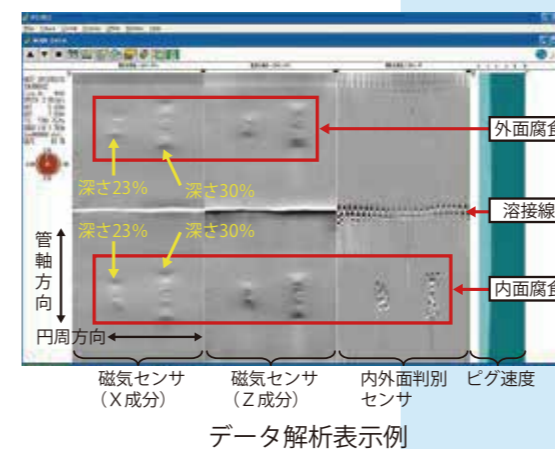 外面腐食
深さ23%
深さ30%
溶接線
深さ23%
深さ30%
管軸方向
内面腐食
円周方向
磁気センサ
（X成分）
磁気センサ
（Z成分）
内外面判別
センサ
ピグ速度
データ解析表示例